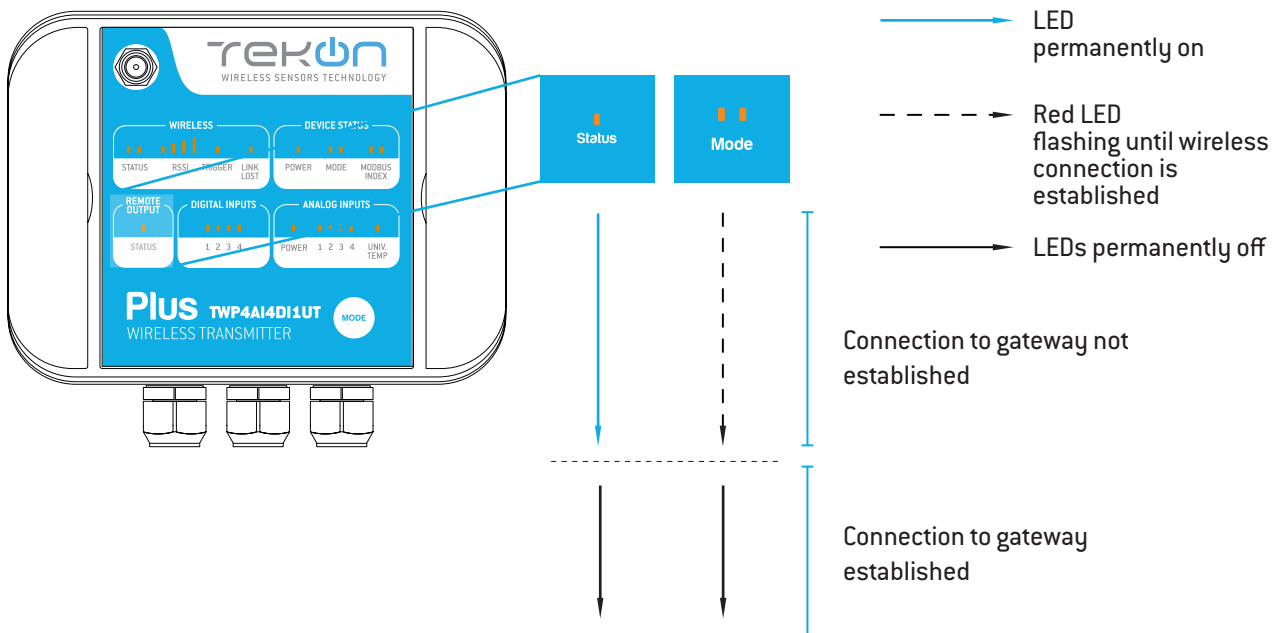 TEKON
WIRELESS SENSORS TECHNOLOGY
WIRELESS
DEVICE STATUS
STATUS
RSSI
TRIGGER
LINK
LOST
POWER
MODE
MODBUS
INDEX
REMOTE
OUTPUT
DIGITAL INPUTS
ANALOG INPUTS
STATUS
1 2 3 4
POWER
1 2 3 4
UNIV.
TEMP
Plus TWP4AI4DI1UT
WIRELESS TRANSMITTER
MODE
Status
Mode
LED
permanently on
Red LED
flashing until wireless
connection is
established
LEDs permanently off
Connection to gateway not
established
Connection to gateway
established